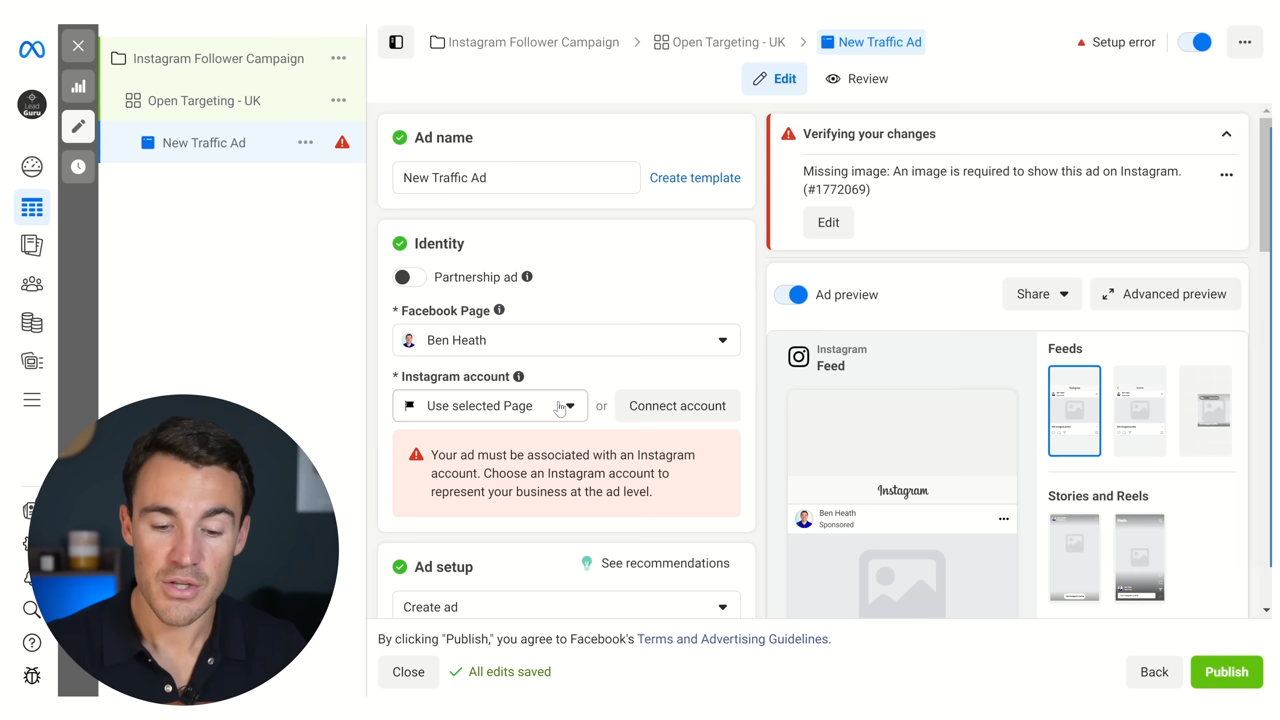 Lead
Guru
Instagram Follower Campaign
Open Targeting - UK
New Traffic Ad
Instagram Follower Campaign
Open Targeting - UK
New Traffic Ad
Setup error
Edit
Review
Ad name
New Traffic Ad
Create template
Identity
Partnership ad
* Facebook Page
Ben Heath
* Instagram account
Use selected Page
or
Connect account
Your ad must be associated with an Instagram
account. Choose an Instagram account to
represent your business at the ad level.
Ad setup
See recommendations
Create ad
Verifying your changes
Missing image: An image is required to show this ad on Instagram.
(#1772069)
Edit
Ad preview
Share
Advanced preview
Instagram
Feed
Instagram
Ben Heath
Sponsored
Feeds
Stories and Reels
By clicking "Publish," you agree to Facebook's Terms and Advertising Guidelines.
Close
All edits saved
Back
Publish